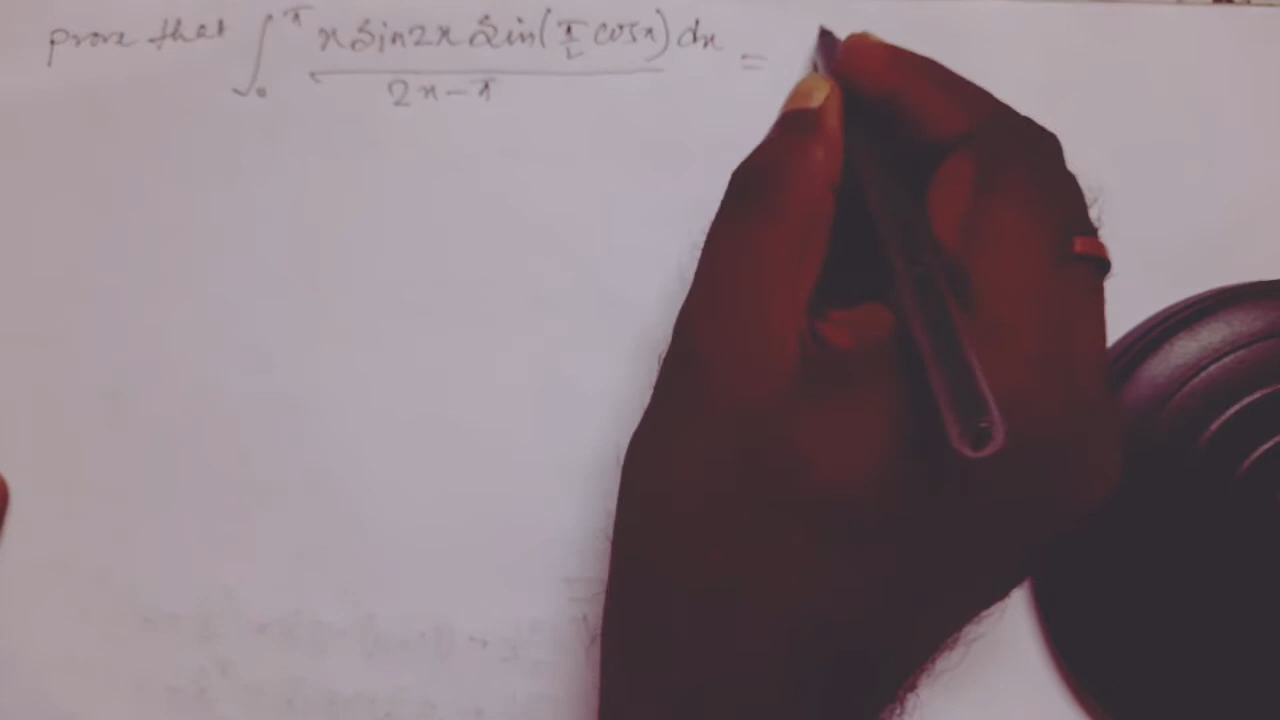 prove that ∫₀^π x sin2x sin(π/2 cosx) dx / 2x-π =